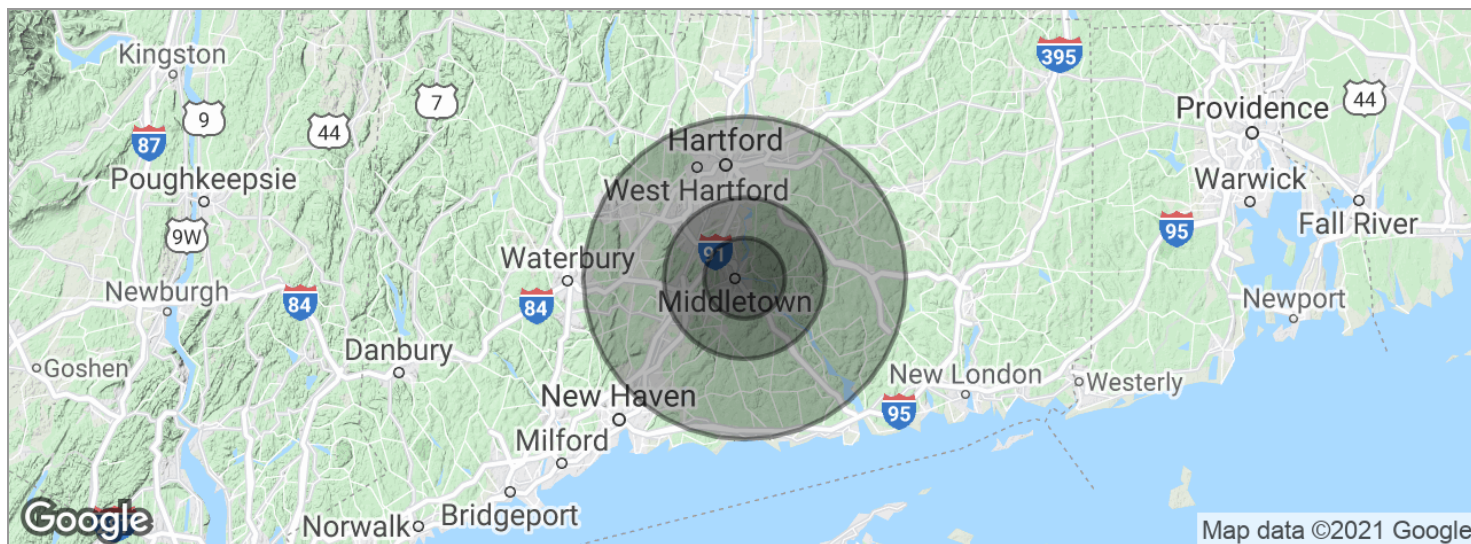 Kingston
395
7
9
44
44
Providence
87
Hartford
Poughkeepsie
West Hartford
Warwick
Fall River
9W
95
91
Waterbury
Newburgh
84
84
Middletown
Newport
Goshen
Danbury
New London
Westerly
New Haven
95
Milford
Bridgeport
Norwalk
Google
Map data ©2021 Google